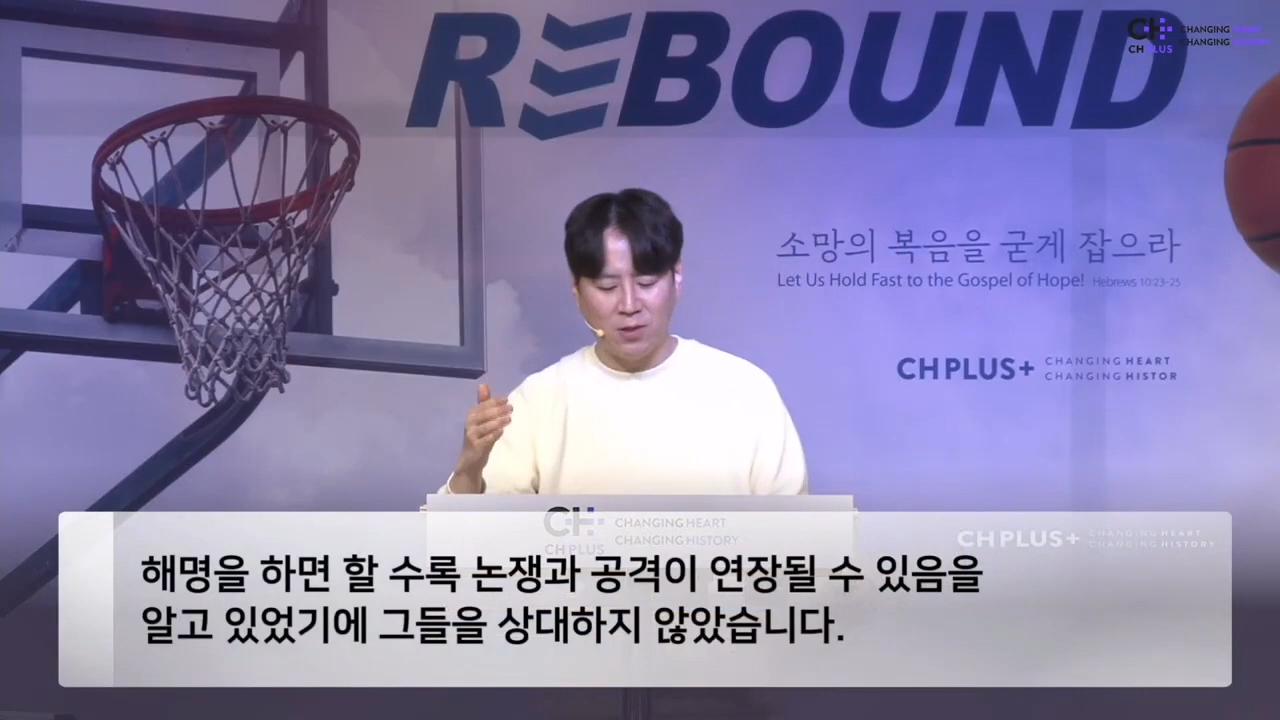 REBOUND
CH PLUS
CHANGING HEART
CHANGING HISTORY
소망의 복음을 굳게 잡으라
Let Us Hold Fast to the Gospel of Hope! Hebrews 10:23-25
CHPLUS+ CHANGING HEART
CHANGING HISTOR
CH CHANGING HEART
CHANGING HISTORY
CH PLUS
CHPLUS+ CHANGING HEART
CHANGING HISTORY
해명을 하면 할 수록 논쟁과 공격이 연장될 수 있음을
알고 있었기에 그들을 상대하지 않았습니다.